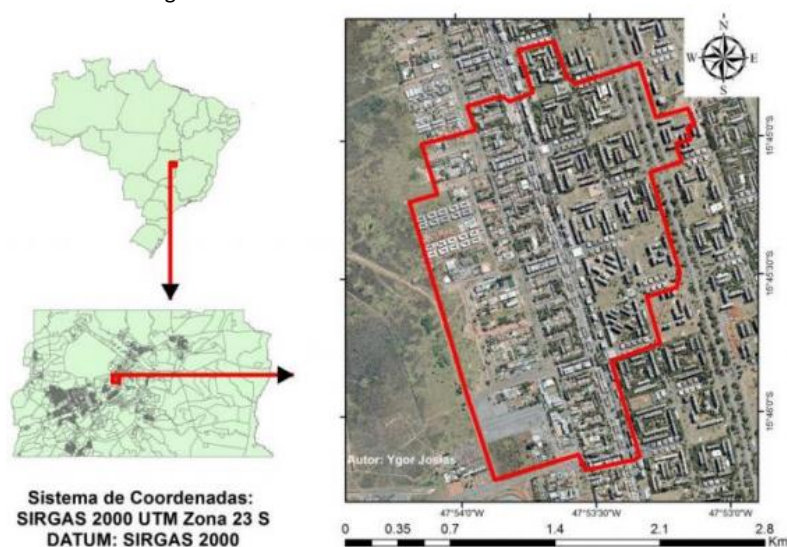 N
W E
S
15°45'0"S
15°45'30"S
15°46'0"S
Autor: Ygor Josias
47°54'0"W 47°53'30"W 47°53'0"W
0 0.35 0.7 1.4 2.1 2.8
Km
Sistema de Coordenadas:
SIRGAS 2000 UTM Zona 23 S
DATUM: SIRGAS 2000